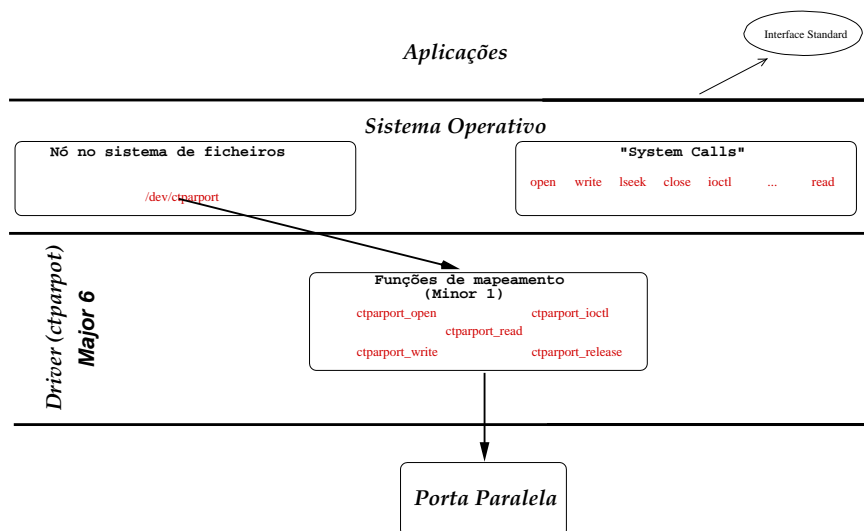 Interface Standard
Aplicações
Sistema Operativo
Nó no sistema de ficheiros
/dev/ctparport
"System Calls"
open write lseek close ioctl ... read
Driver (ctparpot)
Major 6
Funções de mapeamento
(Minor 1)
ctparport_open ctparport_ioctl
ctparport_read
ctparport_write ctparport_release
Porta Paralela